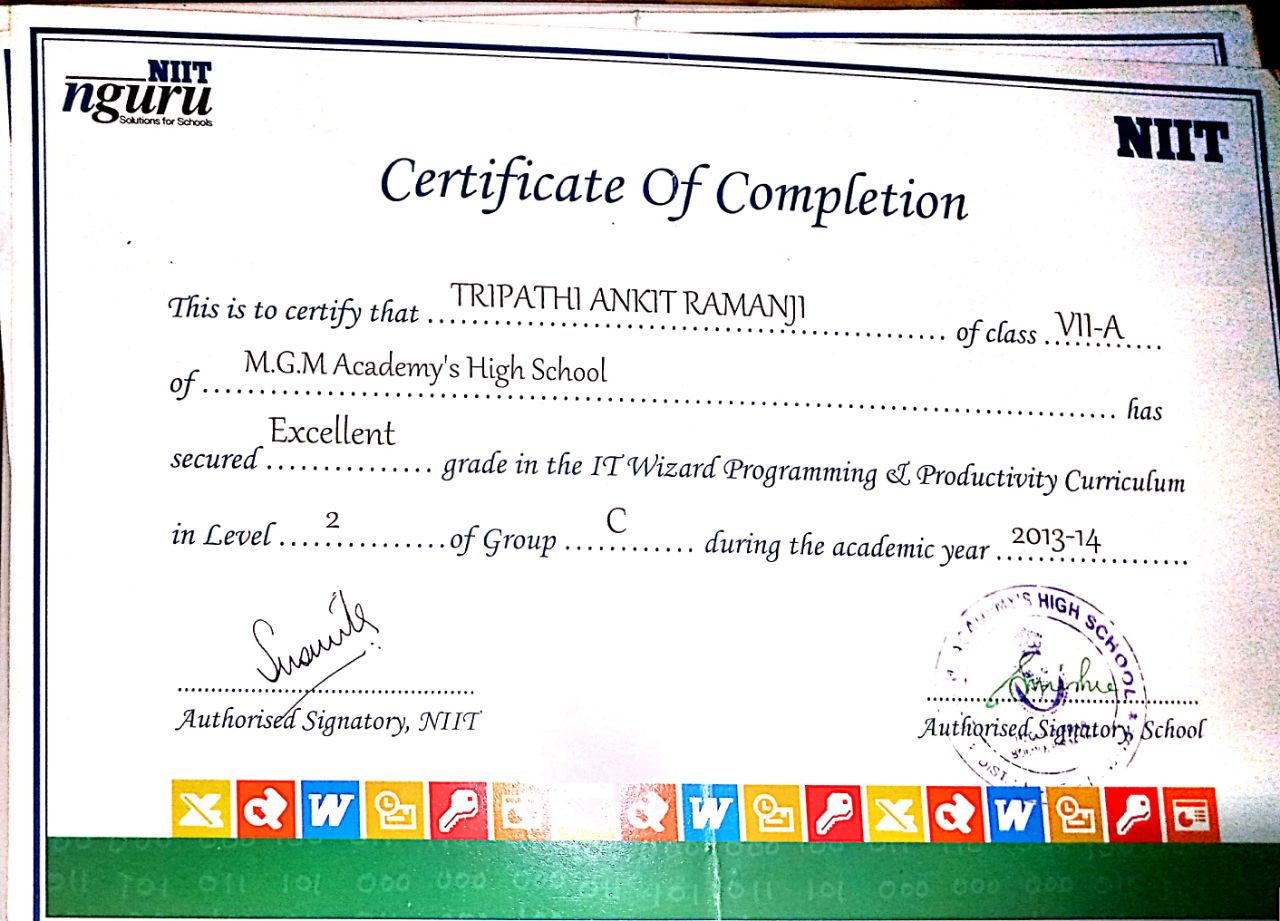 NIIT
nguru
Solutions for Schools
NIIT
Certificate Of Completion
This is to certify that TRIPATHI ANKIT RAMANJI of class VII-A
of M.G.M Academy's High School has
secured Excellent grade in the IT Wizard Programming & Productivity Curriculum
in Level 2 of Group C during the academic year 2013-14
HIGH SCHOOL
DIST
Authorised Signatory, NIIT
Authorised Signatory, School